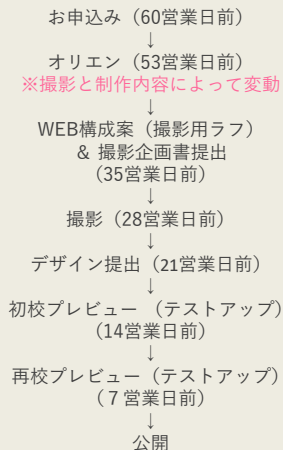 お申込み（60営業日前）
↓
オリエン（53営業日前）
※撮影と制作内容によって変動
↓
WEB構成案（撮影用ラフ）
& 撮影企画書提出
（35営業日前）
↓
撮影（28営業日前）
↓
デザイン提出（21営業日前）
↓
初校プレビュー （テストアップ）
（14営業日前）
↓
再校プレビュー（テストアップ）
（７営業日前）
↓
公開